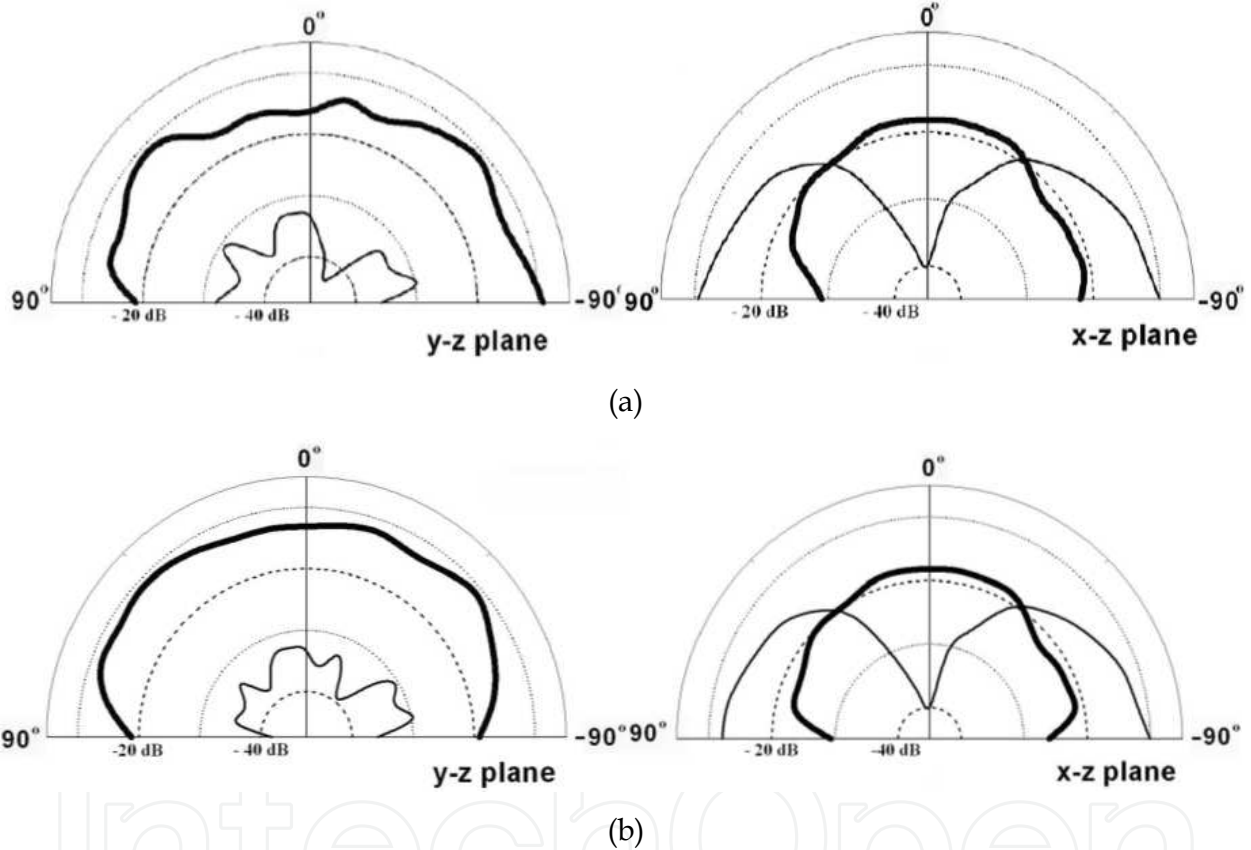 0°
0°
90°
-90°
90°
-90°
- 20 dB
- 40 dB
- 20 dB
- 40 dB
y-z plane
x-z plane
(a)
0°
0°
90°
-90°
90°
-90°
-20 dB
- 40 dB
- 20 dB
-40 dB
y-z plane
x-z plane
IntechOpen
(b)